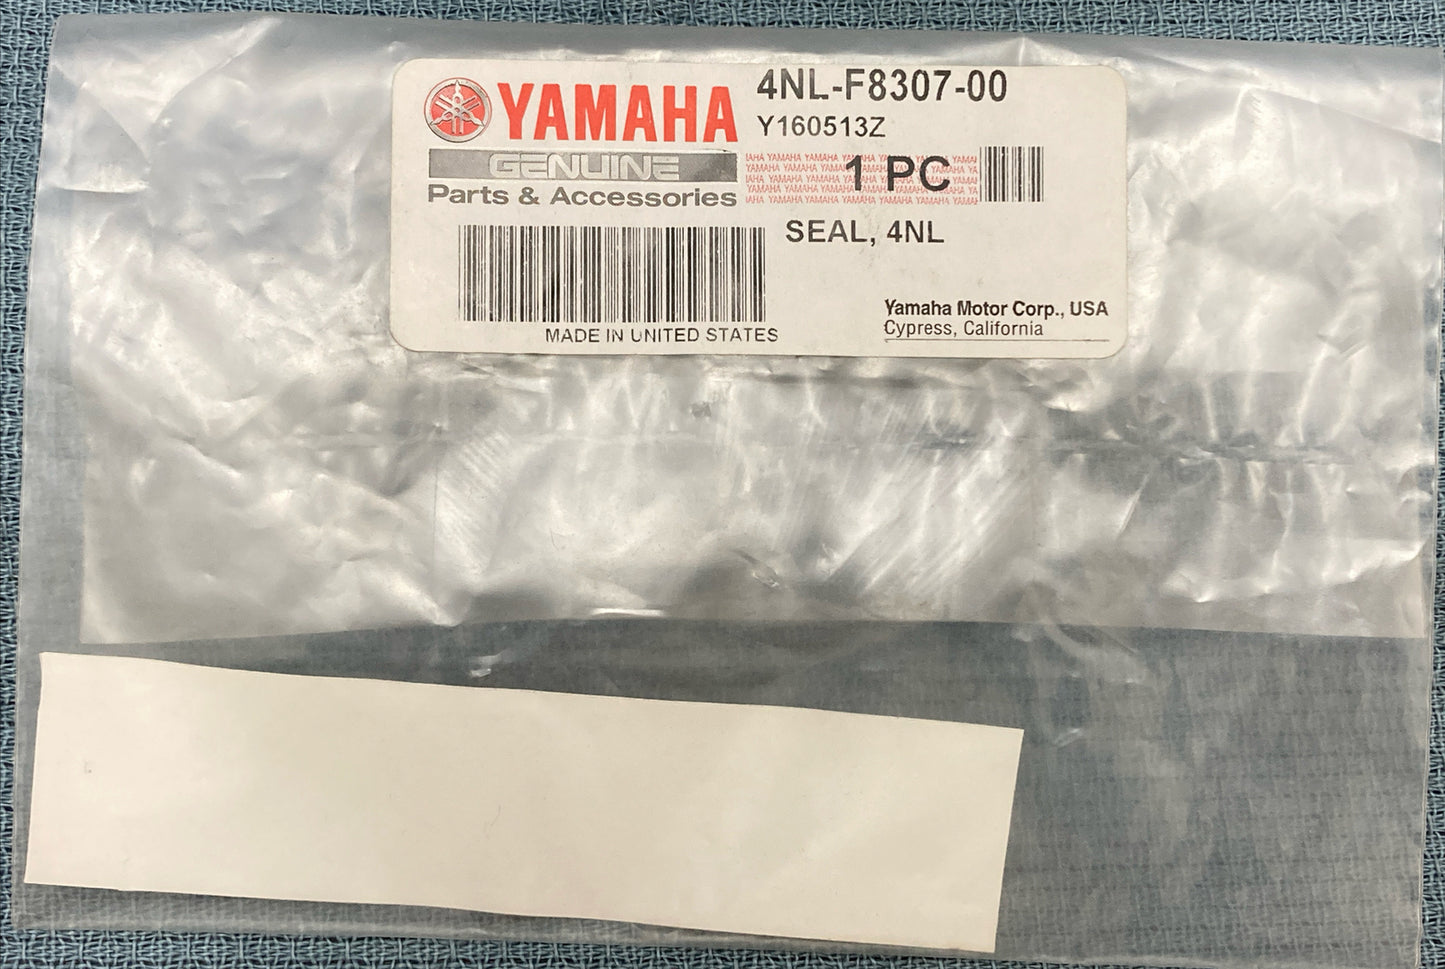 YAMAHA
GENUINE
Parts & Accessories
4NL-F8307-00
Y160513Z
1 PC
SEAL, 4NL
MADE IN UNITED STATES
Yamaha Motor Corp., USA
Cypress, California